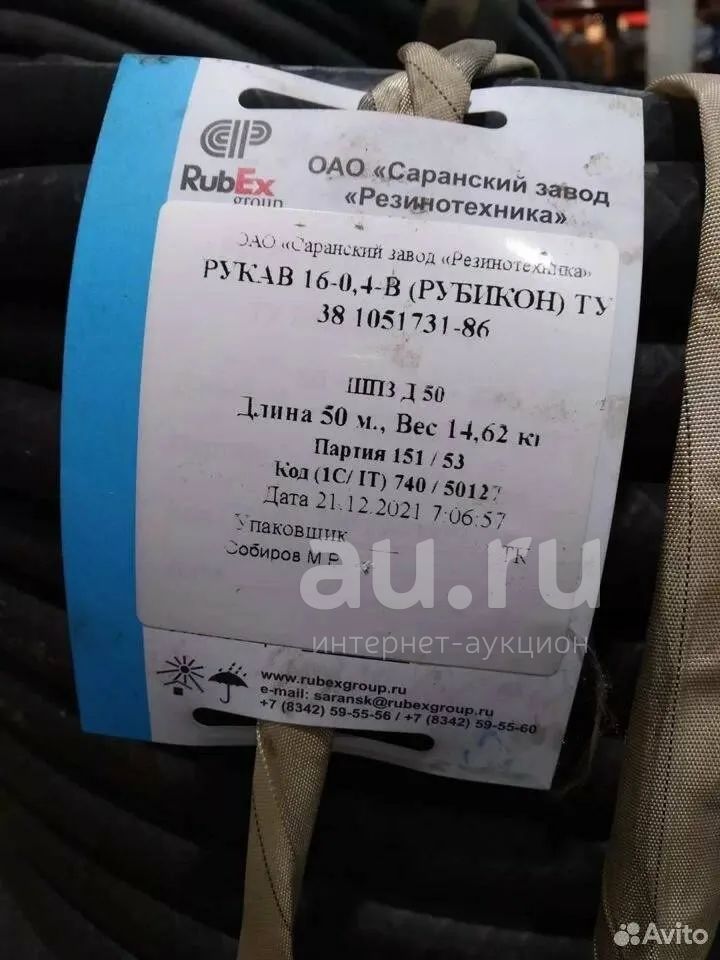 RubEx
group
ОАО «Саранский завод
«Резинотехника»
ОАО «Саранский завод «Резинотехника»
РУКАВ 16-0,4-В (РУБИКОН) ТУ
38 1051731-86
ШПЗ Д 50
Длина 50 м., Вес 14,62 кг
Партия 151 / 53
Код (1С/ IT) 740 / 50127
Дата 21.12.2021 7:06:57
Упаковщик
Собиров М Р
au.ru
интернет-аукцион
www.rubexgroup.ru
e-mail: saransk@rubexgroup.ru
+7 (8342) 59-55-56 / +7 (8342) 59-55-60
Avito